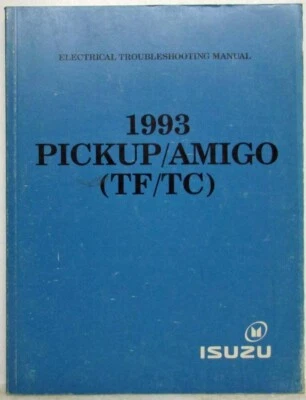 ELECTRICAL TROUBLESHOOTING MANUAL
1993
PICKUP/AMIGO
(TF/TC)
ISUZU